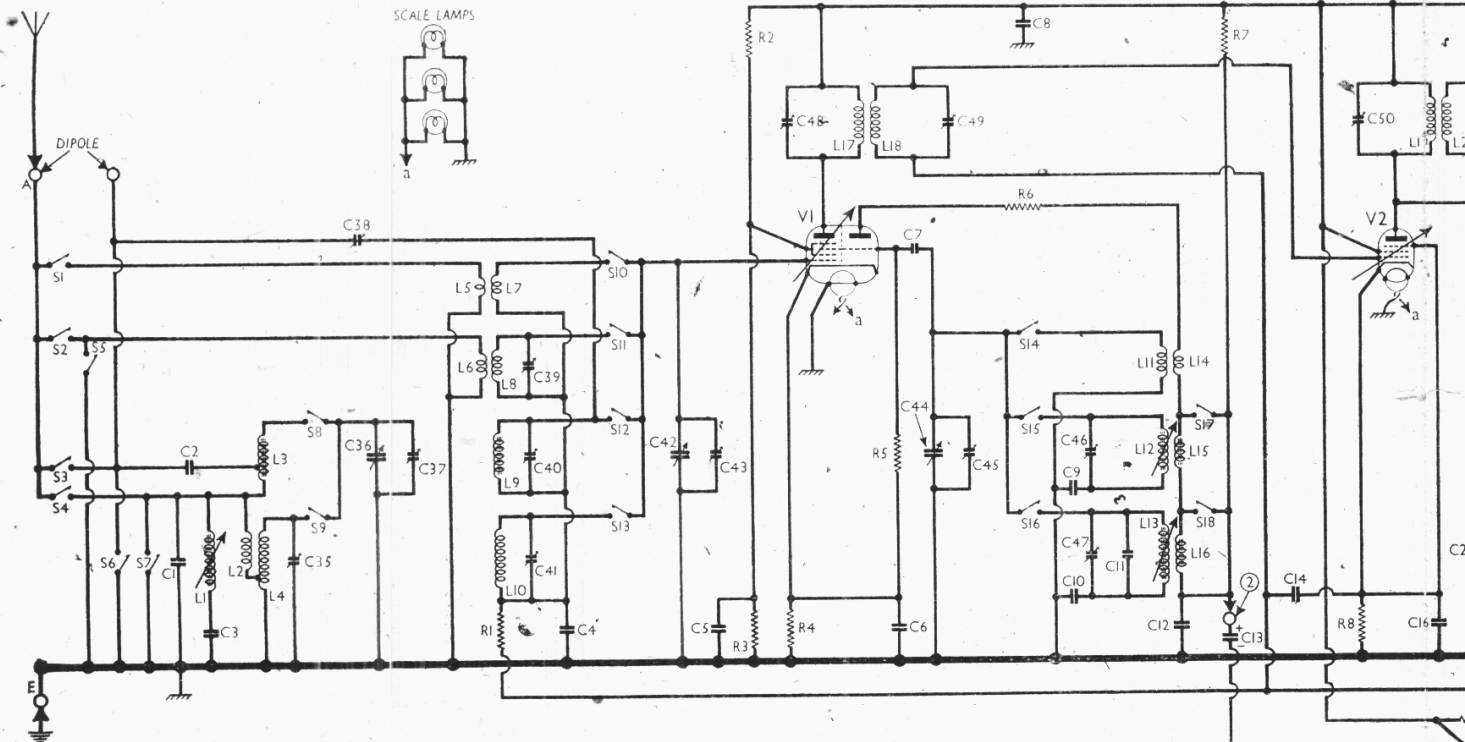 SCALE LAMPS
a
DIPOLE
A
E
R2
C8
R7
C48
L17
L18
C49
C50
R6
V1
V2
a
a
C7
C38
S1
S2
S5
S3
S4
S6
S7
C1
L1
C3
L2
L4
C2
L3
S8
S9
C35
C36
C37
L5
L7
L6
L8
C39
C40
L9
C41
L10
R1
C4
S10
S11
S12
S13
C42
C43
C5
R3
R4
C6
R5
C44
C45
S14
S15
S16
L11
L14
C46
L12
L15
C9
S17
C47
C11
L13
L16
C10
S18
C12
2
C13
+
-
C14
R8
C16